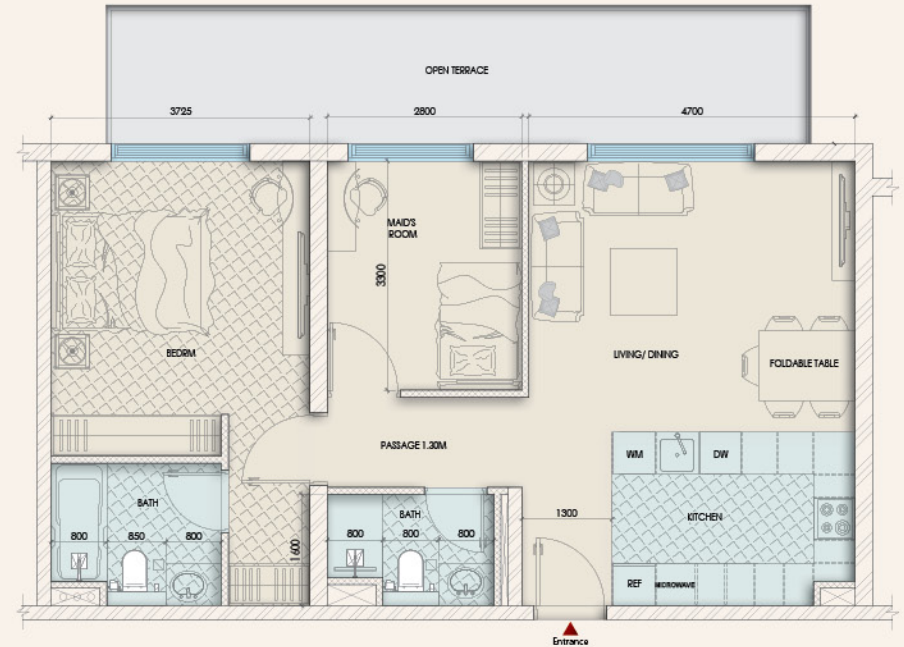 OPEN TERRACE
3725
2800
4700
MAID'S
ROOM
3300
BEDRM
LIVING/ DINING
FOLDABLE TABLE
PASSAGE 1.30M
WM
DW
BATH
BATH
KITCHEN
800
850
800
1600
800
800
800
1300
REF
MICROWAVE
Entrance